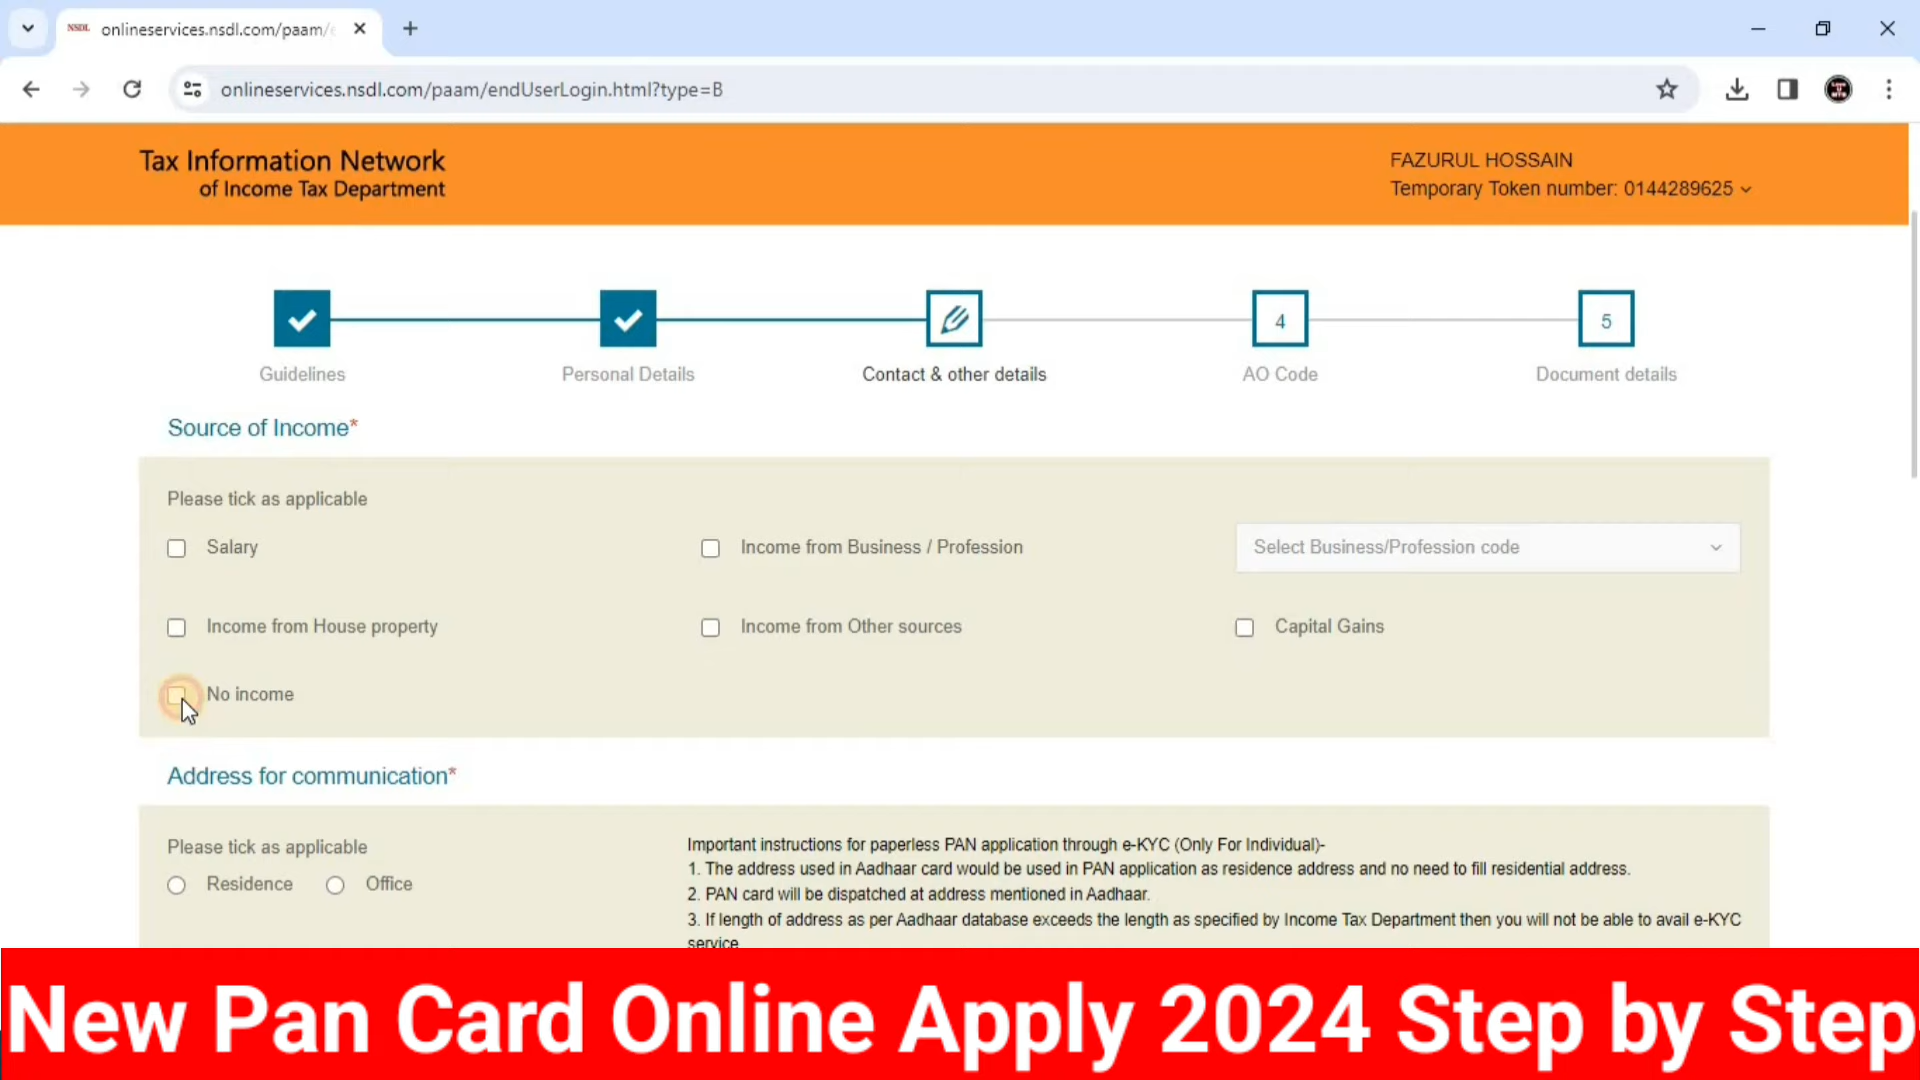 NSDL onlineservices.nsdl.com/paam/
onlineservices.nsdl.com/paam/endUserLogin.html?type=B
Tax Information Network
of Income Tax Department
FAZURUL HOSSAIN
Temporary Token number: 0144289625
4
5
Guidelines
Personal Details
Contact & other details
AO Code
Document details
Source of Income*
Please tick as applicable
Salary
Income from Business / Profession
Select Business/Profession code
Income from House property
Income from Other sources
Capital Gains
No income
Address for communication*
Please tick as applicable
Residence
Office
Important instructions for paperless PAN application through e-KYC (Only For Individual)-
1. The address used in Aadhaar card would be used in PAN application as residence address and no need to fill residential address.
2. PAN card will be dispatched at address mentioned in Aadhaar.
3. If length of address as per Aadhaar database exceeds the length as specified by Income Tax Department then you will not be able to avail e-KYC
service
New Pan Card Online Apply 2024 Step by Step